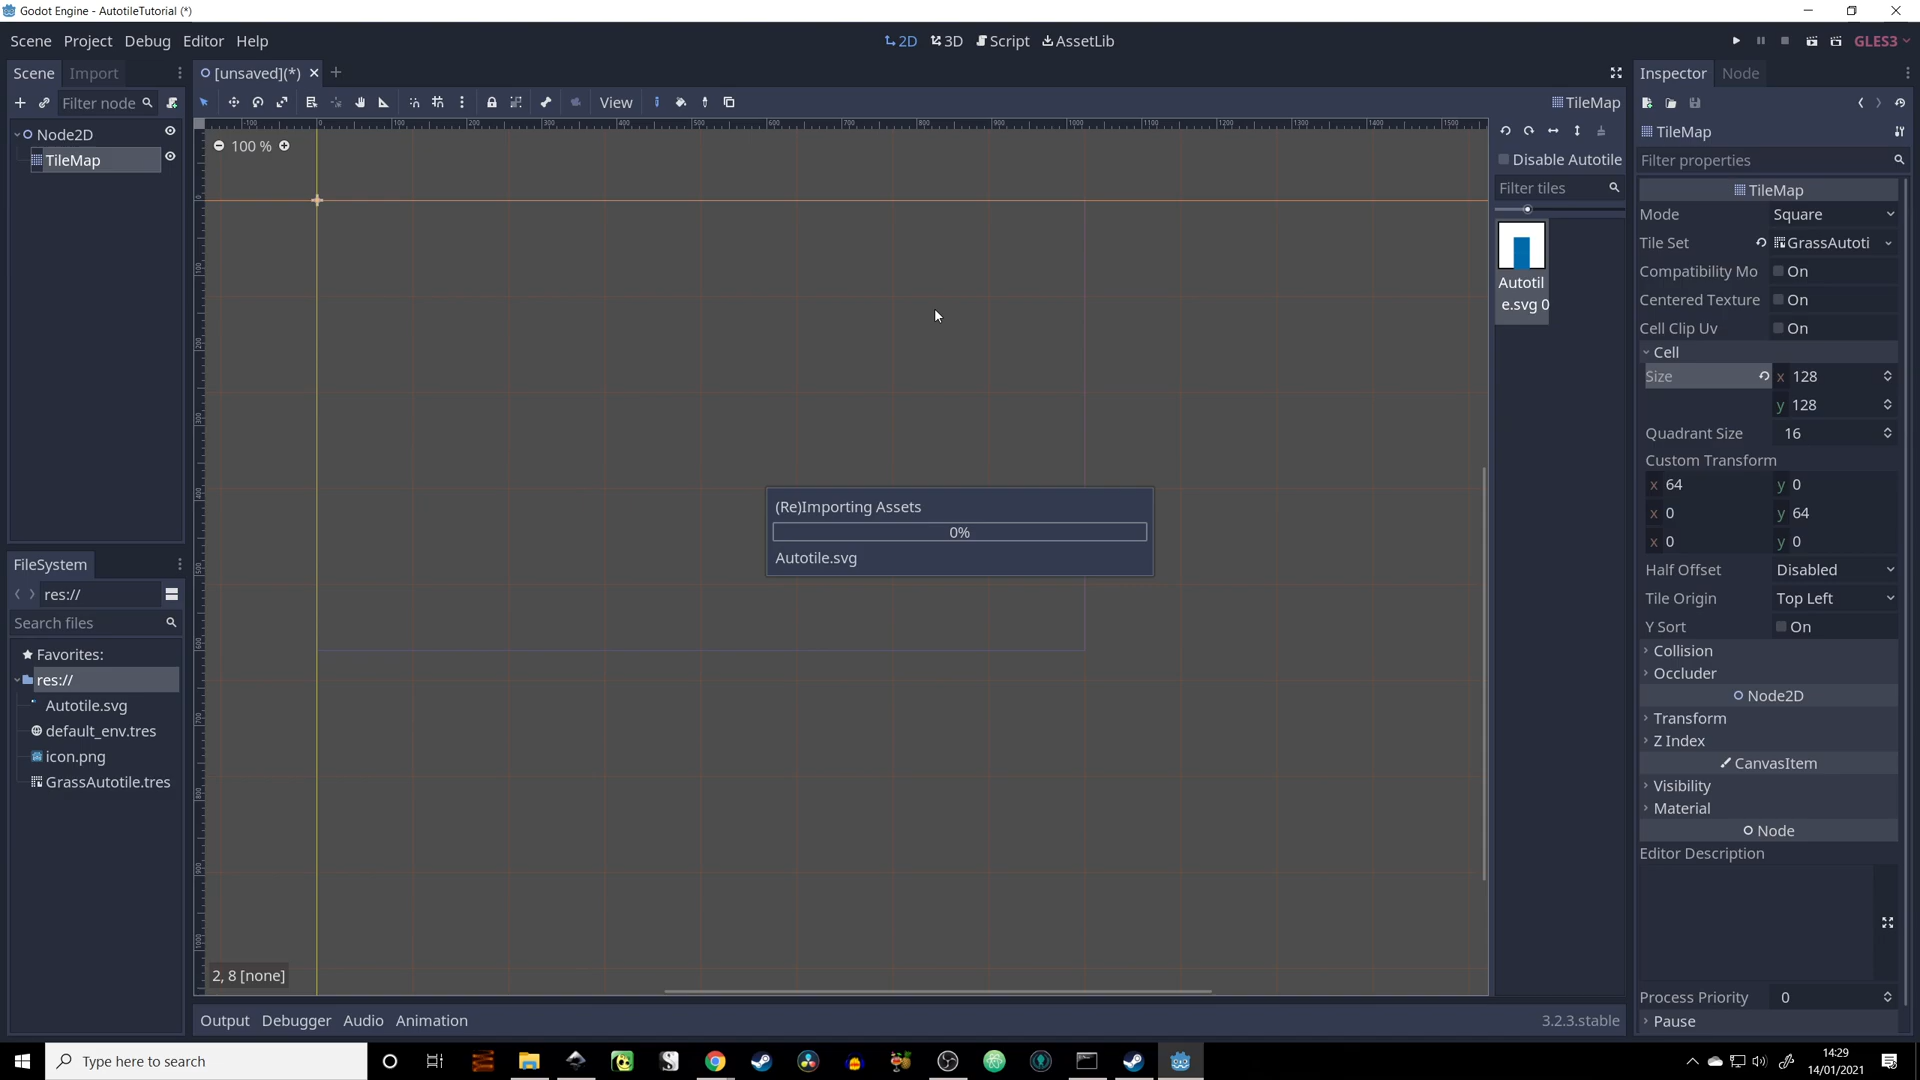 Godot Engine - AutotileTutorial (*)
Scene Project Debug Editor Help
2D 3D Script AssetLib
GLES3
Scene Import
[unsaved](*)
Inspector Node
Filter node
View
TileMap
Node2D
TileMap
100 %
Disable Autotile
Filter tiles
Autotil
e.svg 0
TileMap
Filter properties
TileMap
Mode Square
Tile Set GrassAutoti
Compatibility Mo On
Centered Texture On
Cell Clip Uv On
Cell
Size x 128
y 128
Quadrant Size 16
Custom Transform
x 64 y 0
x 0 y 64
x 0 y 0
Half Offset Disabled
Tile Origin Top Left
Y Sort On
Collision
Occluder
Node2D
Transform
Z Index
CanvasItem
Visibility
Material
Node
Editor Description
Process Priority 0
Pause
(Re)Importing Assets
0%
Autotile.svg
FileSystem
res://
Search files
Favorites:
res://
Autotile.svg
default_env.tres
icon.png
GrassAutotile.tres
2, 8 [none]
Output Debugger Audio Animation
3.2.3.stable
Type here to search
14:29
14/01/2021